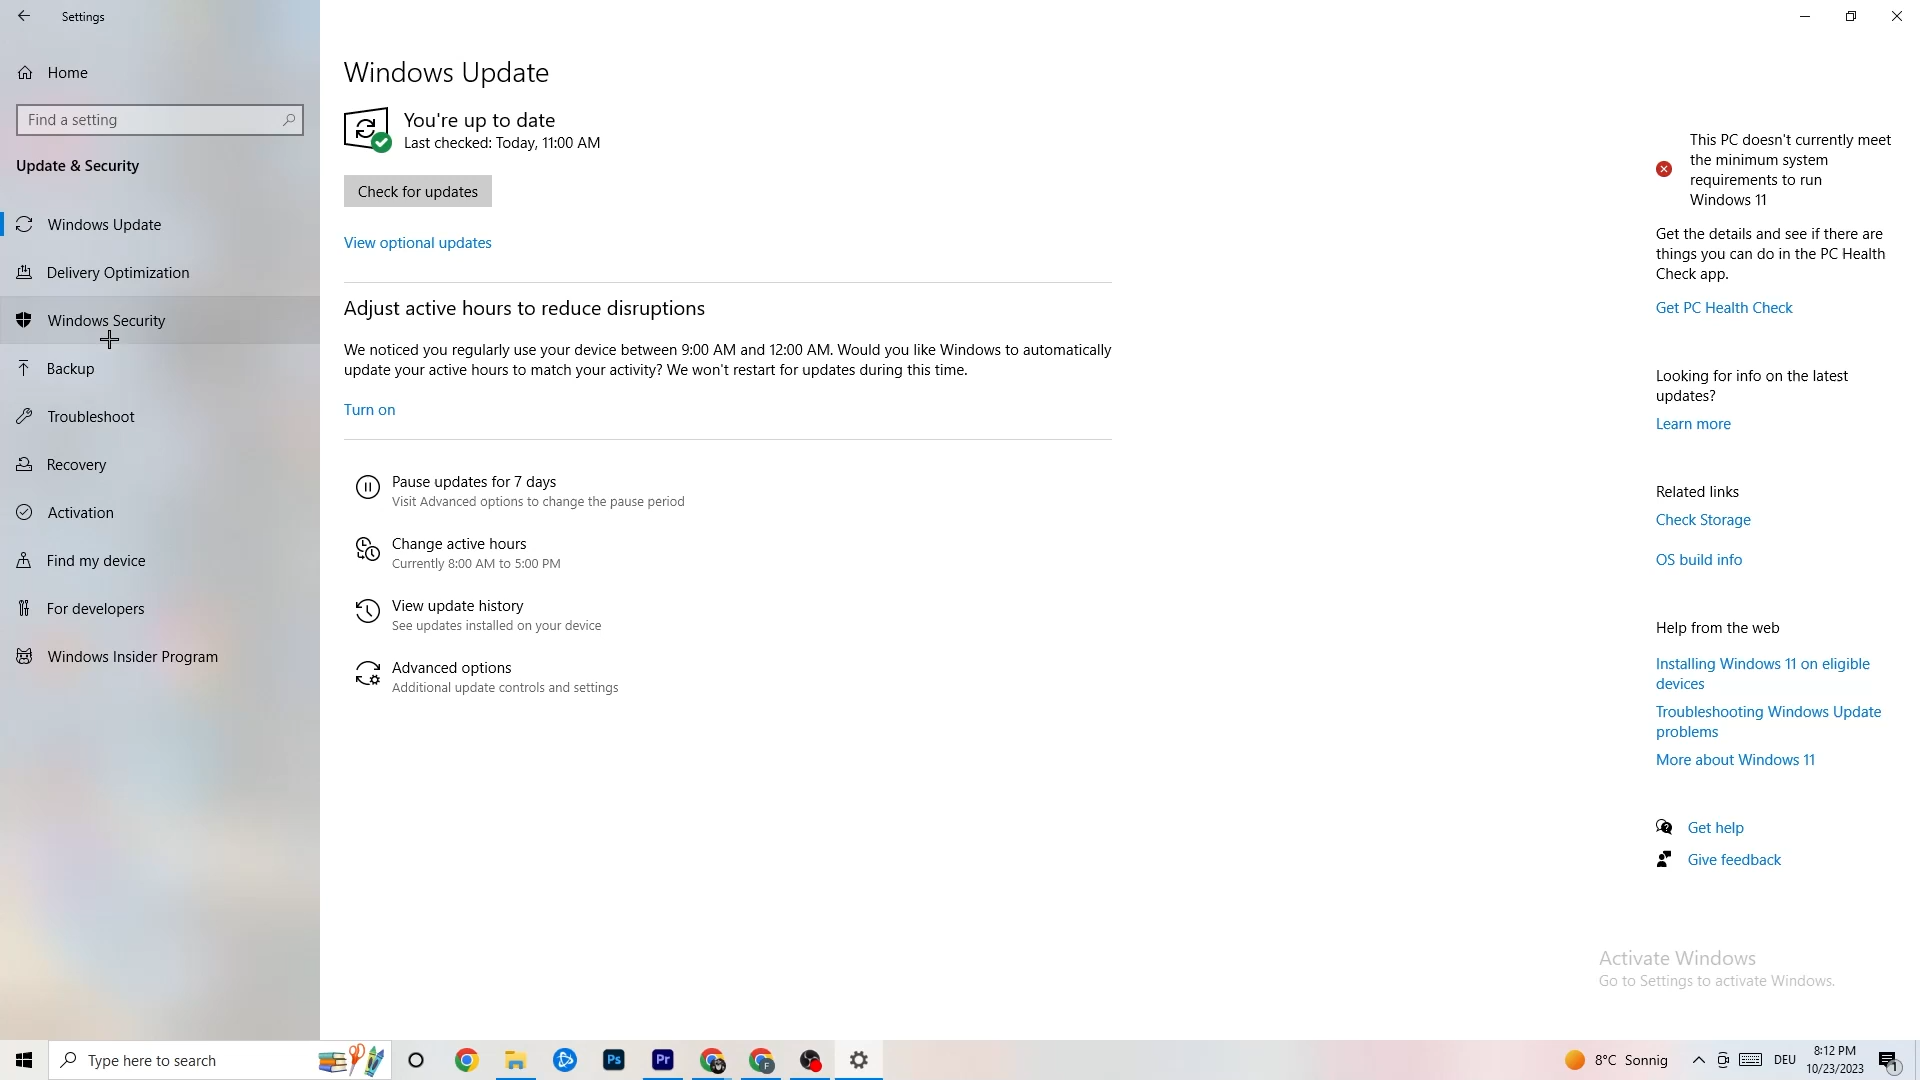 Settings
Home
Find a setting
Update & Security
Windows Update
Delivery Optimization
Windows Security
Backup
Troubleshoot
Recovery
Activation
Find my device
For developers
Windows Insider Program
Windows Update
You're up to date
Last checked: Today, 11:00 AM
Check for updates
View optional updates
Adjust active hours to reduce disruptions
We noticed you regularly use your device between 9:00 AM and 12:00 AM. Would you like Windows to automatically
update your active hours to match your activity? We won't restart for updates during this time.
Turn on
Pause updates for 7 days
Visit Advanced options to change the pause period
Change active hours
Currently 8:00 AM to 5:00 PM
View update history
See updates installed on your device
Advanced options
Additional update controls and settings
This PC doesn't currently meet
the minimum system
requirements to run
Windows 11
Get the details and see if there are
things you can do in the PC Health
Check app.
Get PC Health Check
Looking for info on the latest
updates?
Learn more
Related links
Check Storage
OS build info
Help from the web
Installing Windows 11 on eligible
devices
Troubleshooting Windows Update
problems
More about Windows 11
Get help
Give feedback
Activate Windows
Go to Settings to activate Windows.
Type here to search
Ps
Pr
F
8°C Sonnig
DEU
8:12 PM
10/23/2023
1